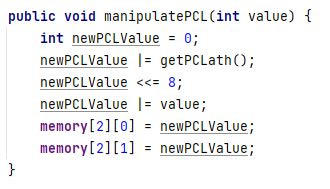 public void manipulatePCL(int value) {
    int newPCLValue = 0;
    newPCLValue |= getPCLath();
    newPCLValue <<= 8;
    newPCLValue |= value;
    memory[2][0] = newPCLValue;
    memory[2][1] = newPCLValue;
}